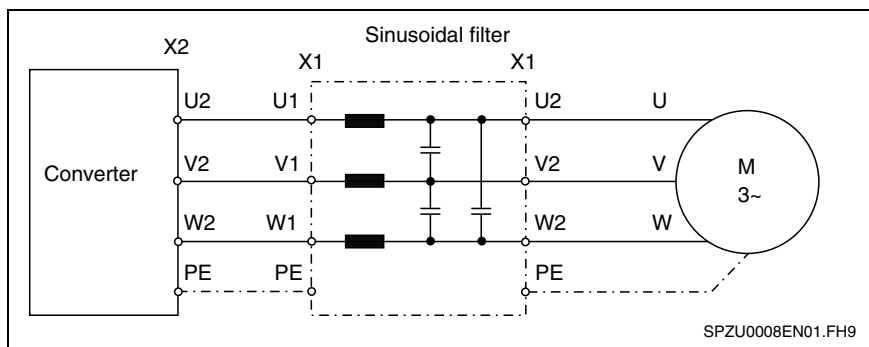 Sinusoidal filter
X2
X1
X1
U2
U1
U2
U
Converter
V2
V1
V2
V
M
3~
W2
W1
W2
W
PE
PE
PE
SPZU0008EN01.FH9